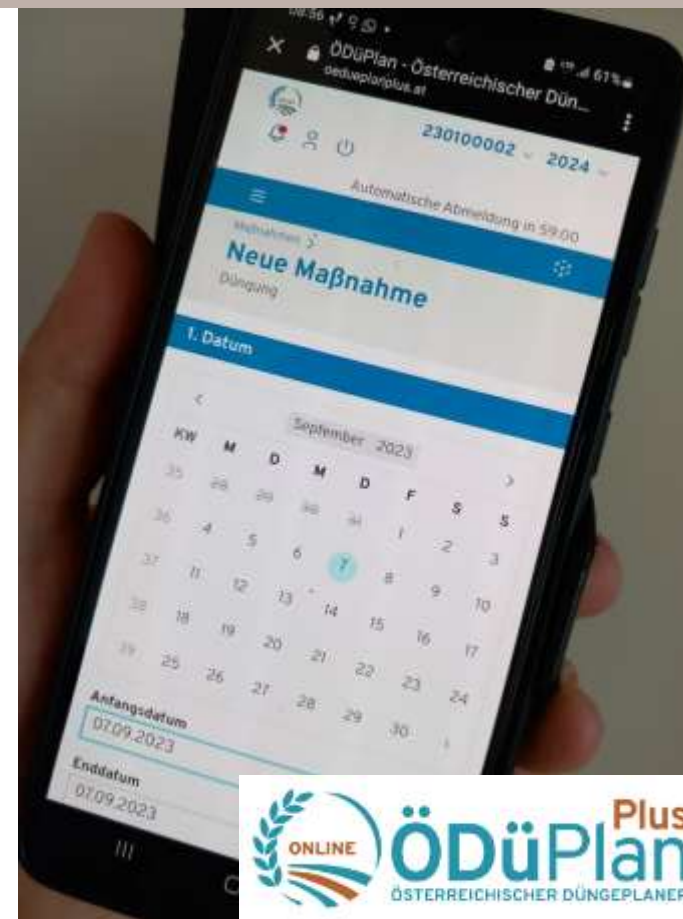 08:56
61%
ÖDüPlan - Österreichischer Dün...
oedueplanplus.at
230100002 2024
Automatische Abmeldung in 59:00
Maßnahmen >
Neue Maßnahme
Düngung
1. Datum
< September 2023 >
KW M D M D F S S
35 28 29 30 31 1 2 3
36 4 5 6 7 8 9 10
37 11 12 13 14 15 16 17
38 18 19 20 21 22 23 24
39 25 26 27 28 29 30 1
Anfangsdatum
07.09.2023
Enddatum
07.09.2023
ONLINE
ÖDüPlan Plus
ÖSTERREICHISCHER DÜNGEPLANER